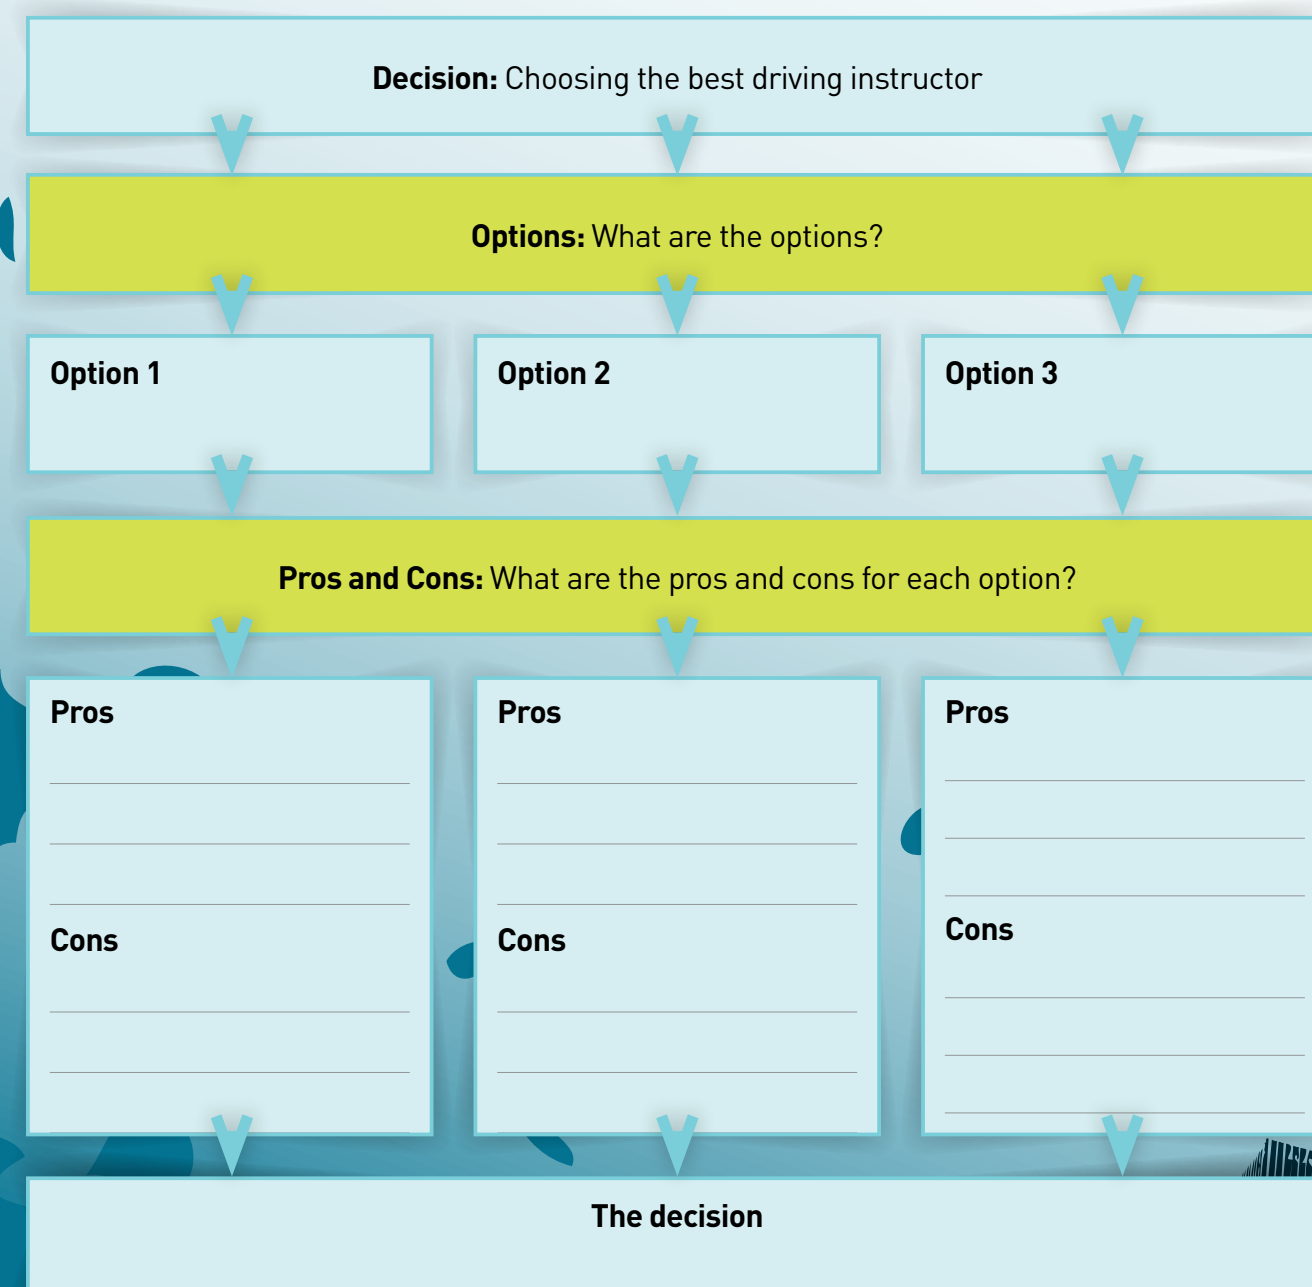 Decision: Choosing the best driving instructor
Options: What are the options?
Option 1
Option 2
Option 3
Pros and Cons: What are the pros and cons for each option?
Pros
Cons
Pros
Cons
Pros
Cons
The decision